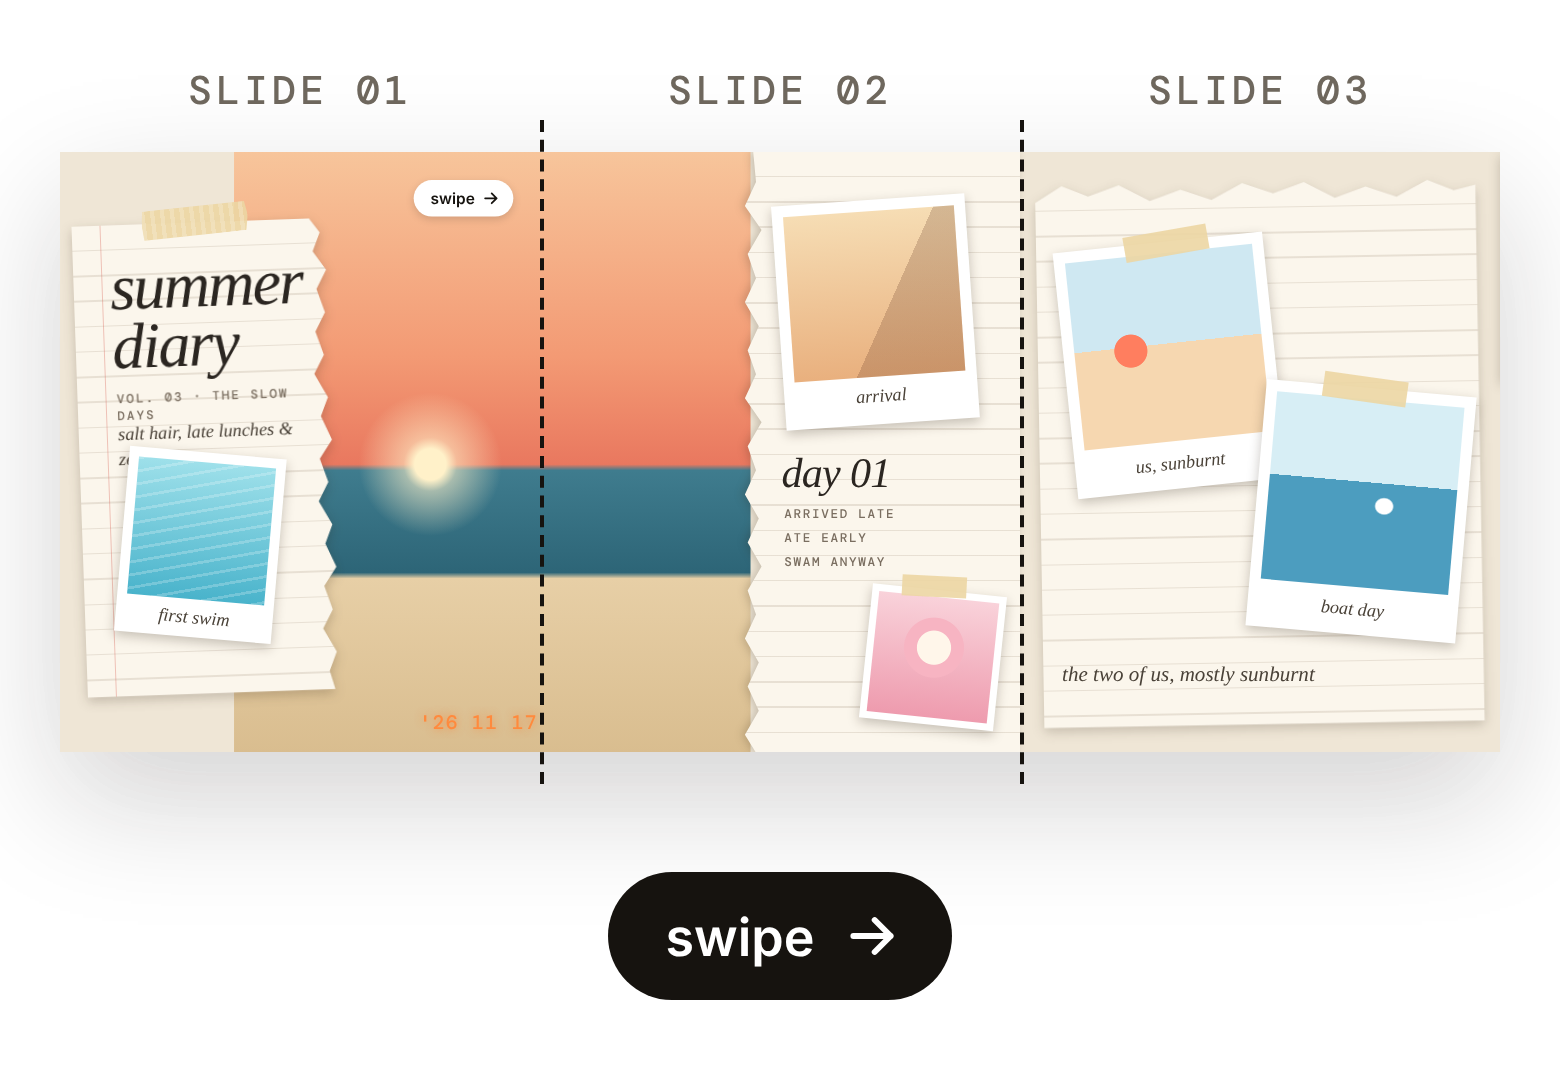 SLIDE 01
SLIDE 02
SLIDE 03
swipe →
summer
diary
VOL. 03 · THE SLOW
DAYS
salt hair, late lunches &
first swim
'26 11 17
arrival
day 01
ARRIVED LATE
ATE EARLY
SWAM ANYWAY
us, sunburnt
boat day
the two of us, mostly sunburnt
swipe →